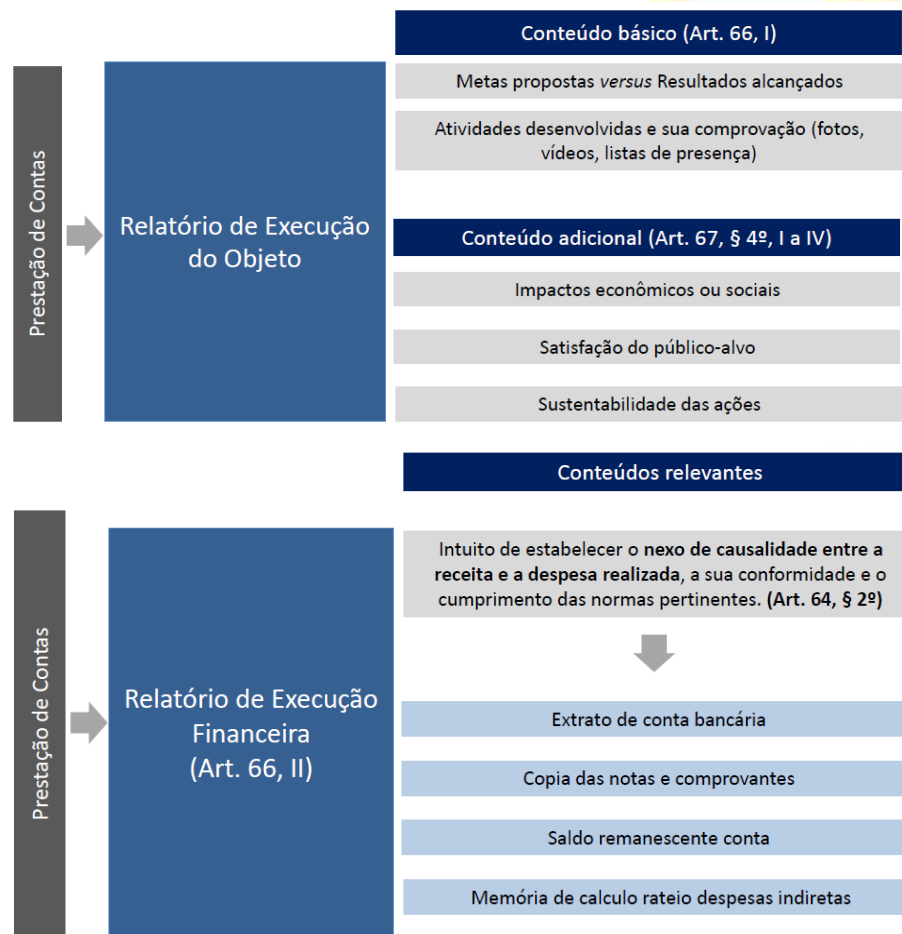 Prestação de Contas
Relatório de Execução
do Objeto
Conteúdo básico (Art. 66, I)
Metas propostas versus Resultados alcançados
Atividades desenvolvidas e sua comprovação (fotos,
vídeos, listas de presença)
Conteúdo adicional (Art. 67, § 4º, I a IV)
Impactos econômicos ou sociais
Satisfação do público-alvo
Sustentabilidade das ações
Prestação de Contas
Relatório de Execução
Financeira
(Art. 66, II)
Conteúdos relevantes
Intuito de estabelecer o nexo de causalidade entre a
receita e a despesa realizada, a sua conformidade e o
cumprimento das normas pertinentes. (Art. 64, § 2º)
Extrato de conta bancária
Copia das notas e comprovantes
Saldo remanescente conta
Memória de calculo rateio despesas indiretas